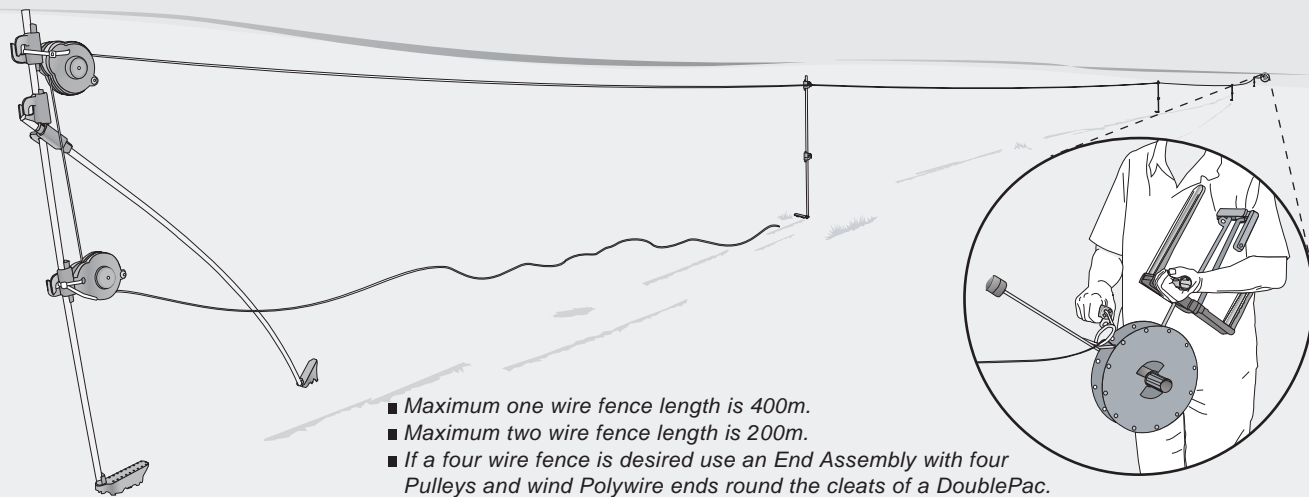 ■ Maximum one wire fence length is 400m.
■ Maximum two wire fence length is 200m.
■ If a four wire fence is desired use an End Assembly with four
Pulleys and wind Polywire ends round the cleats of a DoublePac.